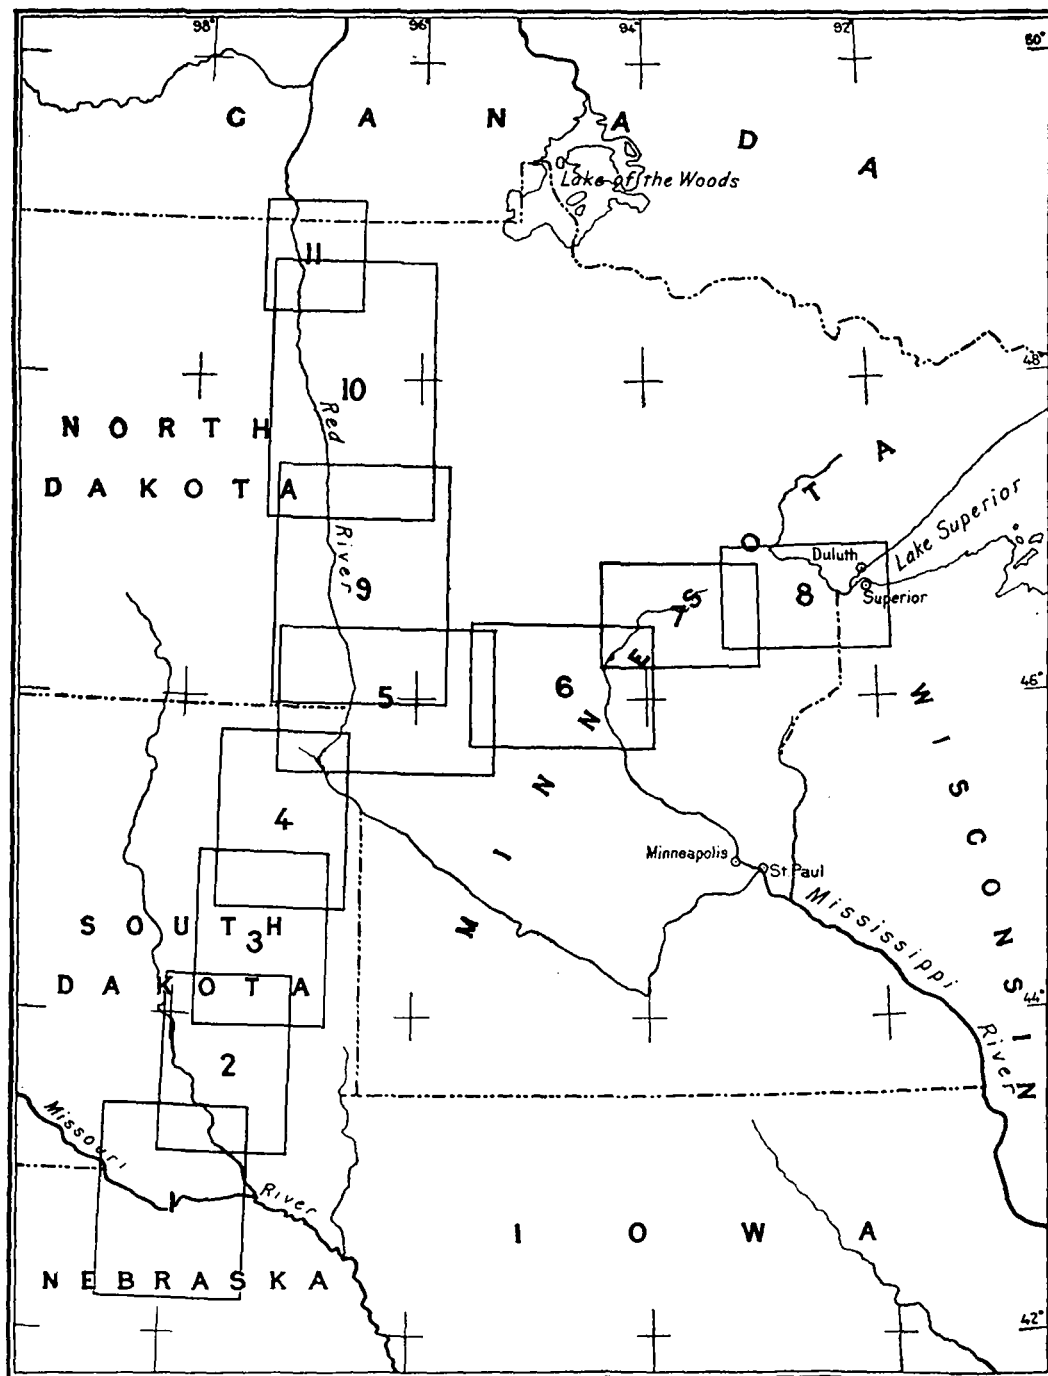 98° 96° 94° 92° 50°
C A N A D A
Lake of the Woods
11
48°
10
Red
River
NORTH
DAKOTA
9
MINNESOTA
Lake Superior
Duluth
Superior
8
7
6
5
46°
WISCONSIN
4
Minneapolis
St Paul
Mississippi
River
SOUTH
DAKOTA
3
44°
2
Missouri
River
1
IOWA
NEBRASKA
42°